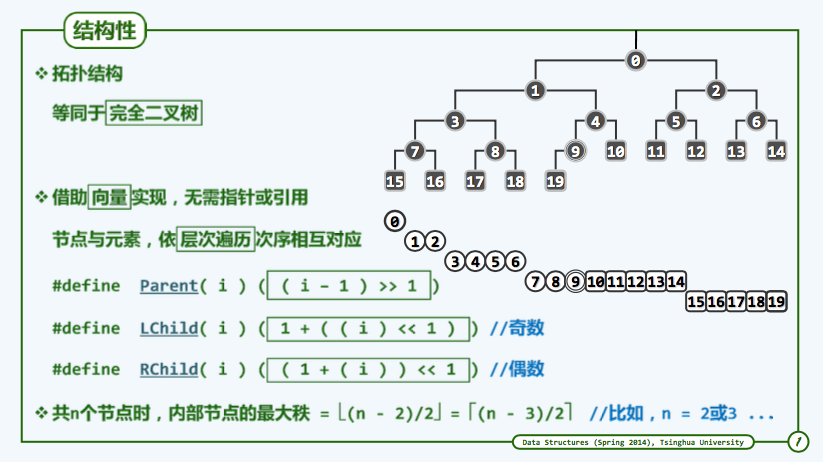 结构性
❖ 拓扑结构
等同于 完全二叉树
❖ 借助 向量 实现，无需指针或引用
节点与元素，依 层次遍历 次序相互对应
#define Parent( i ) ( ( i – 1 ) >> 1 )
#define LChild( i ) ( 1 + ( ( i ) << 1 ) ) //奇数
#define RChild( i ) ( ( 1 + ( i ) ) << 1 ) //偶数
❖ 共n个节点时，内部节点的最大秩 = ⌊(n - 2)/2⌋ = ⌈(n - 3)/2⌉ //比如，n = 2或3 ...
0
1 2
3 4 5 6
7 8 9 10 11 12 13 14
15 16 17 18 19
0
1 2
3 4 5 6
7 8 9 10 11 12 13 14
15 16 17 18 19
Data Structures (Spring 2014), Tsinghua University